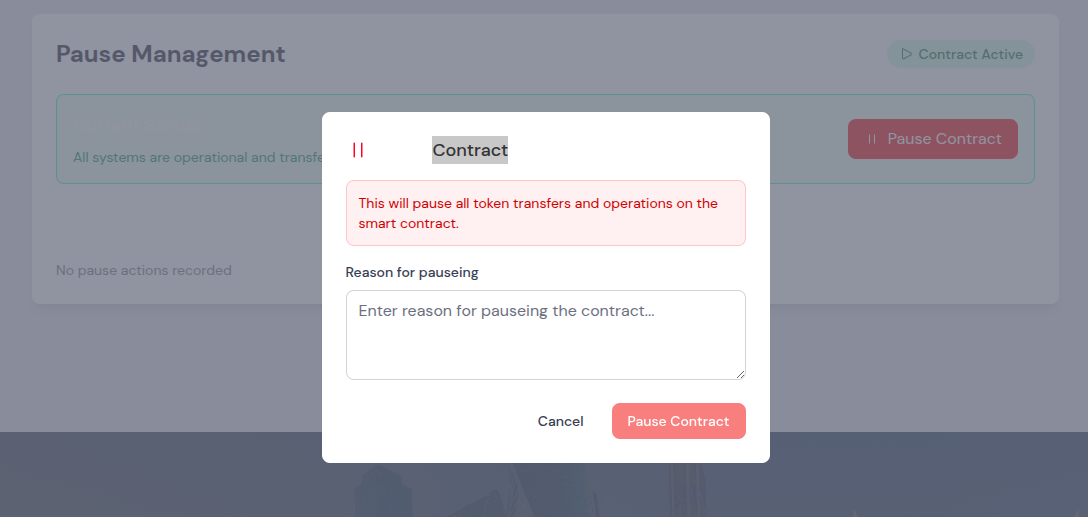 Pause Management
Contract Active
All systems are operational and transfe
Pause Contract
Contract
This will pause all token transfers and operations on the
smart contract.
Reason for pauseing
Enter reason for pauseing the contract...
No pause actions recorded
Cancel
Pause Contract